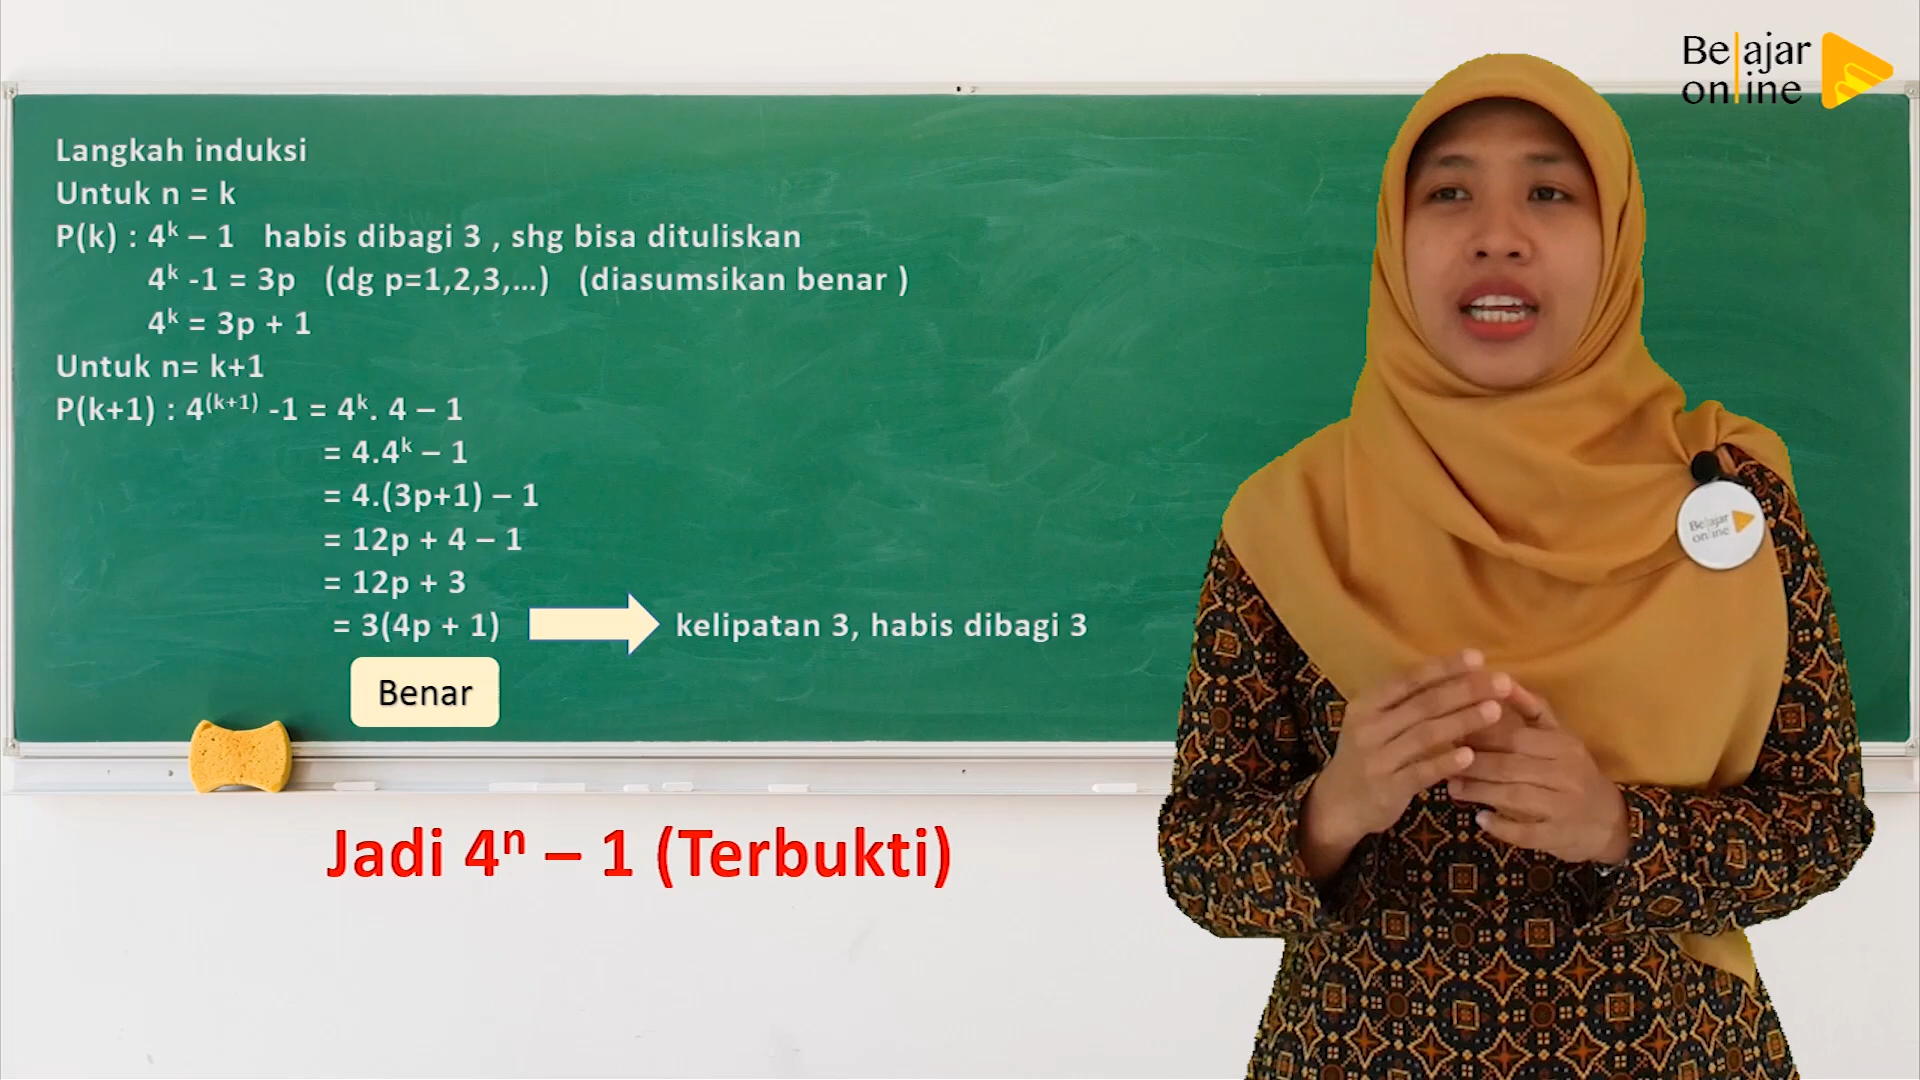 Belajar
online
Langkah induksi
Untuk n = k
P(k) : 4ᵏ – 1 habis dibagi 3 , shg bisa dituliskan
4ᵏ -1 = 3p (dg p=1,2,3,...) (diasumsikan benar )
4ᵏ = 3p + 1
Untuk n= k+1
P(k+1) : 4⁽ᵏ⁺¹⁾ -1 = 4ᵏ. 4 – 1
= 4.4ᵏ – 1
= 4.(3p+1) – 1
= 12p + 4 – 1
= 12p + 3
= 3(4p + 1) kelipatan 3, habis dibagi 3
Benar
Jadi 4ⁿ – 1 (Terbukti)
Belajar
online